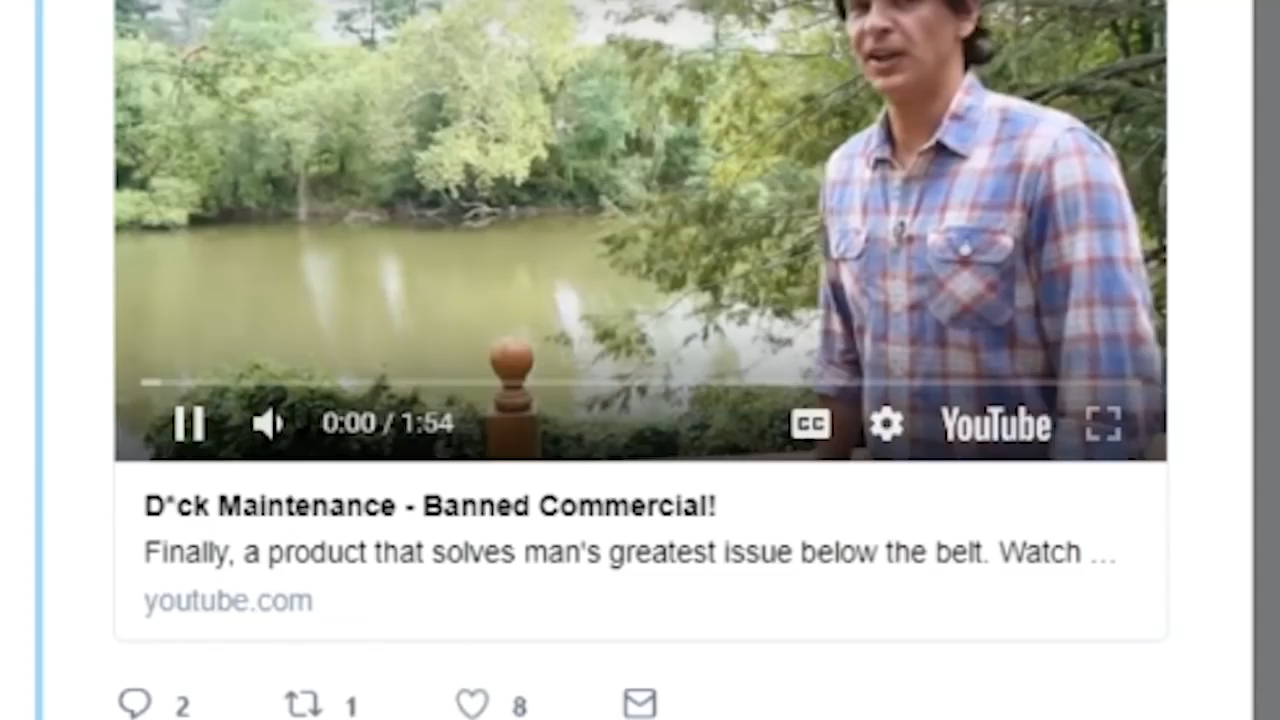 0:00 / 1:54
CC
YouTube
D*ck Maintenance - Banned Commercial!
Finally, a product that solves man's greatest issue below the belt. Watch ...
youtube.com
2
1
8